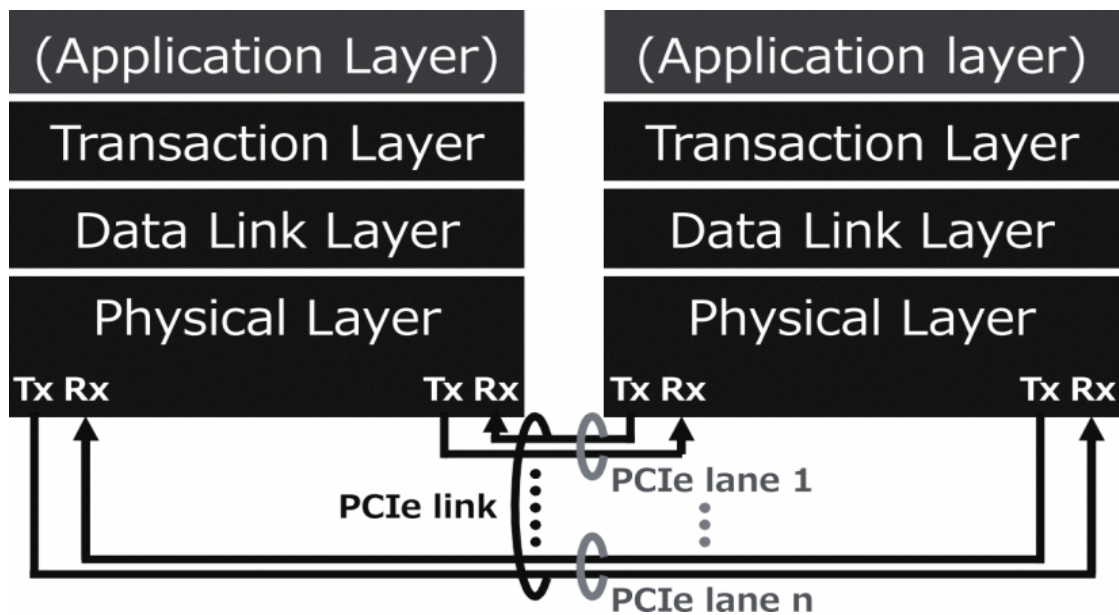 (Application Layer)
Transaction Layer
Data Link Layer
Physical Layer
Tx Rx
Tx Rx
(Application layer)
Transaction Layer
Data Link Layer
Physical Layer
Tx Rx
Tx Rx
PCIe lane 1
PCIe link
PCIe lane n